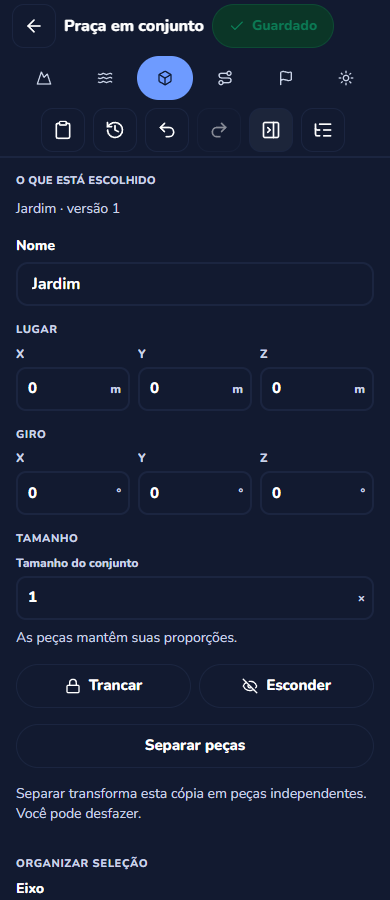 Praça em conjunto
Guardado
O QUE ESTÁ ESCOLHIDO
Jardim · versão 1
Nome
Jardim
LUGAR
X Y Z
0 m 0 m 0 m
GIRO
X Y Z
0 ° 0 ° 0 °
TAMANHO
Tamanho do conjunto
1 ×
As peças mantêm suas proporções.
Trancar Esconder
Separar peças
Separar transforma esta cópia em peças independentes.
Você pode desfazer.
ORGANIZAR SELEÇÃO
Eixo